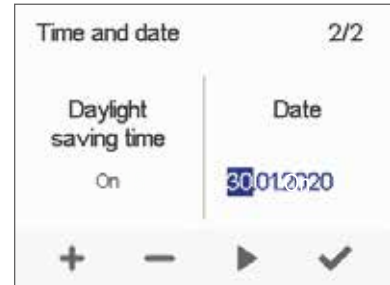 Time and date 2/2
Daylight
saving time
Date
On
30.01.2020